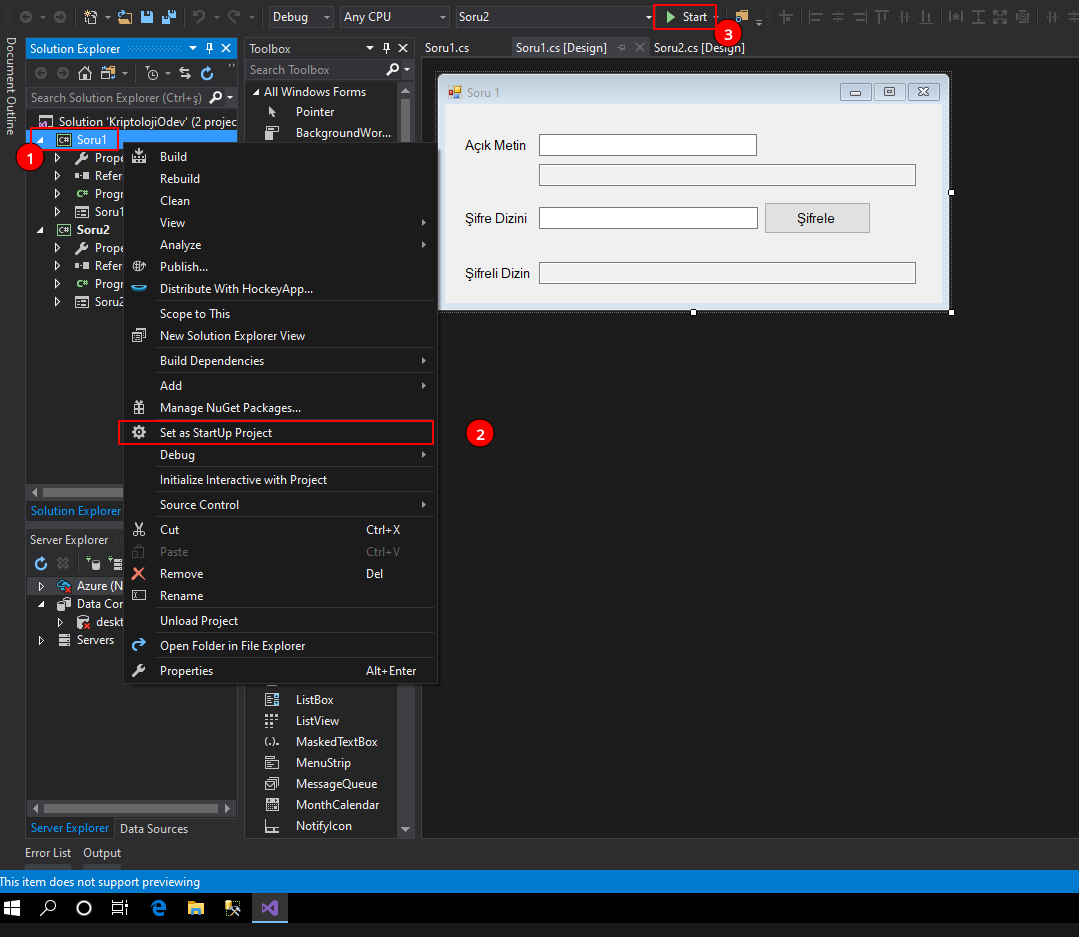 Debug
Any CPU
Soru2
Start
3
Document Outline
Solution Explorer
Search Solution Explorer (Ctrl+ş)
Solution 'KriptolojiOdev' (2 projec
Soru1
1
Prope
Refer
Progr
Soru1
Soru2
Prope
Refer
Progr
Soru2
Toolbox
Search Toolbox
All Windows Forms
Pointer
BackgroundWor...
Soru1.cs
Soru1.cs [Design]
Soru2.cs [Design]
Soru 1
Açık Metin
Şifre Dizini
Şifrele
Şifreli Dizin
Build
Rebuild
Clean
View
Analyze
Publish...
Distribute With HockeyApp...
Scope to This
New Solution Explorer View
Build Dependencies
Add
Manage NuGet Packages...
Set as StartUp Project
2
Debug
Initialize Interactive with Project
Source Control
Cut Ctrl+X
Paste Ctrl+V
Remove Del
Rename
Unload Project
Open Folder in File Explorer
Properties Alt+Enter
Solution Explorer
Server Explorer
Azure (N
Data Con
deskt
Servers
ListBox
ListView
MaskedTextBox
MenuStrip
MessageQueue
MonthCalendar
NotifyIcon
Server Explorer
Data Sources
Error List
Output
This item does not support previewing